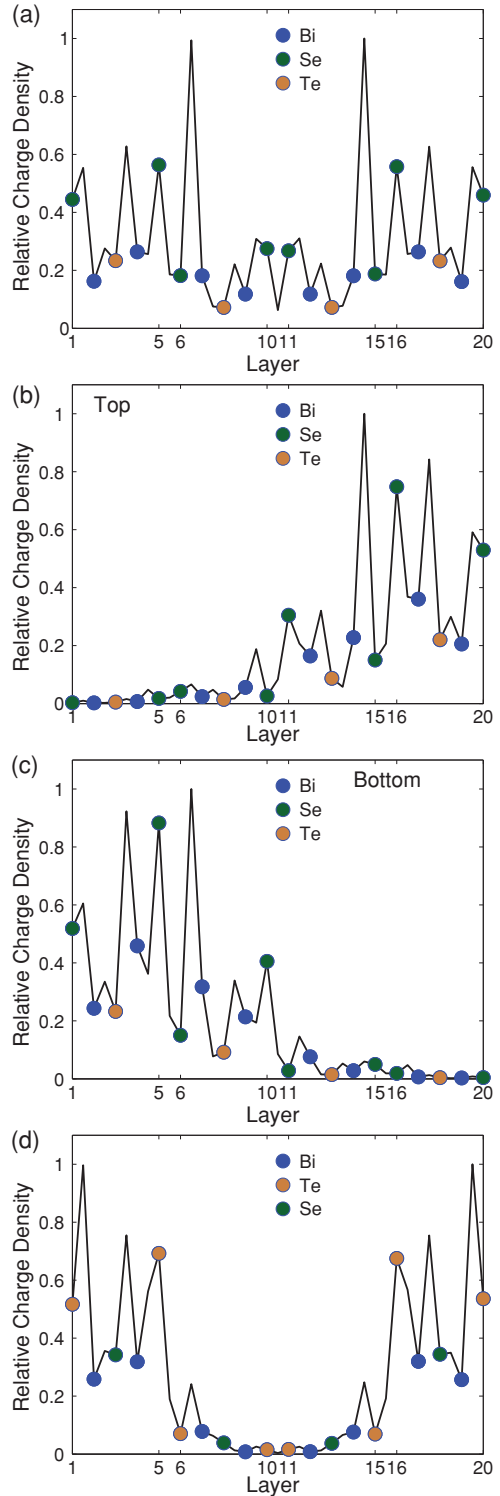 (a)
Relative Charge Density
1
0.8
0.6
0.4
0.2
0
Bi
Se
Te
1 5 6 1011 1516 20
Layer
(b)
Top
Relative Charge Density
1
0.8
0.6
0.4
0.2
0
Bi
Se
Te
1 5 6 1011 1516 20
Layer
(c)
Bottom
Relative Charge Density
1
0.8
0.6
0.4
0.2
0
Bi
Se
Te
1 5 6 1011 1516 20
Layer
(d)
Relative Charge Density
1
0.8
0.6
0.4
0.2
0
Bi
Te
Se
1 5 6 1011 1516 20
Layer